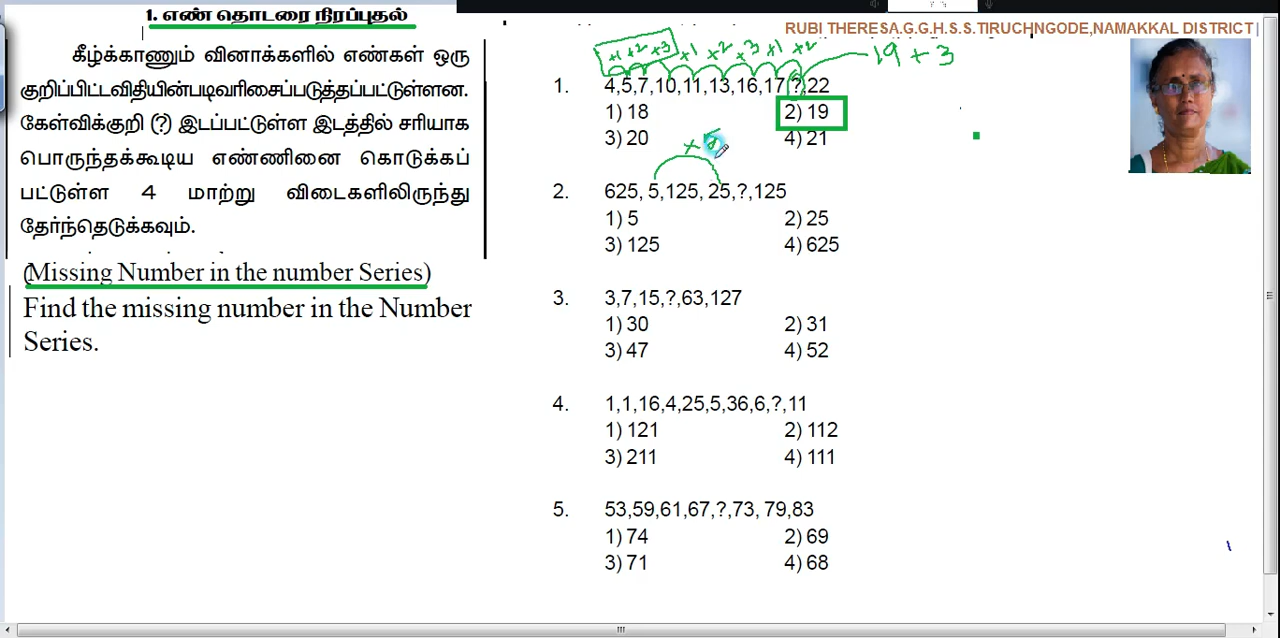 1. எண் தொடரை நிரப்புதல்
கீழ்க்காணும் வினாக்களில் எண்கள் ஒரு
குறிப்பிட்டவிதியின்படிவரிசைப்படுத்தப்பட்டுள்ளன.
கேள்விக்குறி (?) இடப்பட்டுள்ள இடத்தில் சரியாக
பொருந்தக்கூடிய எண்ணினை கொடுக்கப்
பட்டுள்ள 4 மாற்று விடைகளிலிருந்து
தேர்ந்தெடுக்கவும்.
(Missing Number in the number Series)
Find the missing number in the Number
Series.
RUBI THERESA.G.G.H.S.S.TIRUCHNGODE,NAMAKKAL DISTRICT
+1 +2 +3 +1 +2 +3 +1 +2 19 + 3
1. 4,5,7,10,11,13,16,17,?,22
1) 18 2) 19
3) 20 4) 21
2. 625, 5,125, 25,?,125
1) 5 2) 25
3) 125 4) 625
3. 3,7,15,?,63,127
1) 30 2) 31
3) 47 4) 52
4. 1,1,16,4,25,5,36,6,?,11
1) 121 2) 112
3) 211 4) 111
5. 53,59,61,67,?,73, 79,83
1) 74 2) 69
3) 71 4) 68